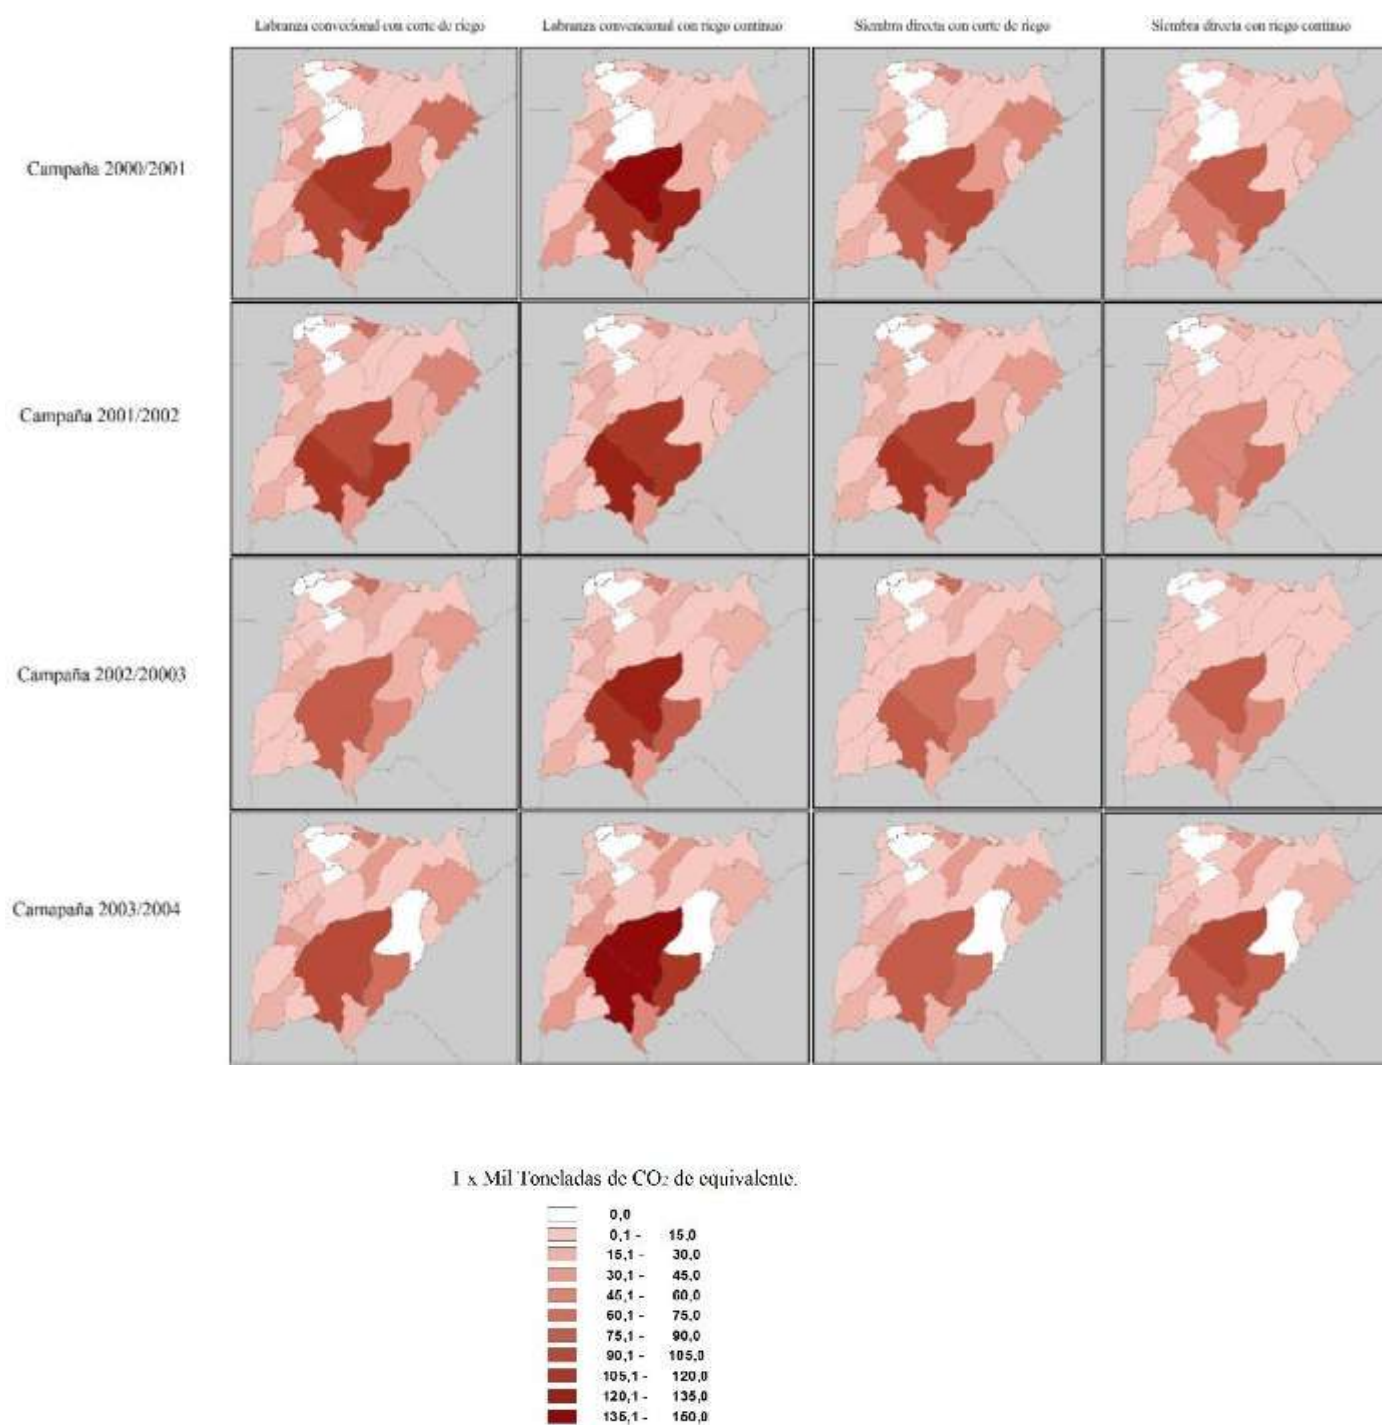 Labranza convecional con corte de riego
Labranza convencional con riego continuo
Siembra directa con corte de riego
Siembra directa con riego continuo
Campaña 2000/2001
Campaña 2001/2002
Campaña 2002/20003
Camapaña 2003/2004
1 x Mil Toneladas de CO2 de equivalente.
0,0
0,1 - 15,0
15,1 - 30,0
30,1 - 45,0
45,1 - 60,0
60,1 - 75,0
75,1 - 90,0
90,1 - 105,0
105,1 - 120,0
120,1 - 135,0
135,1 - 150,0